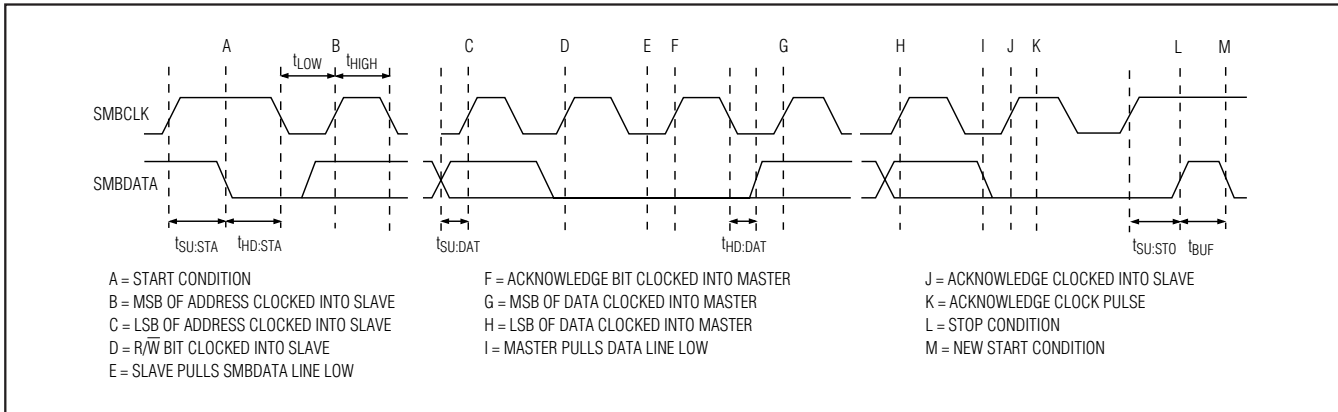 A B C D E F G H I J K L M
tLOW tHIGH
SMBCLK
SMBDATA
tSU:STA tHD:STA tSU:DAT tHD:DAT tSU:STO tBUF
A = START CONDITION
B = MSB OF ADDRESS CLOCKED INTO SLAVE
C = LSB OF ADDRESS CLOCKED INTO SLAVE
D = R/W̅ BIT CLOCKED INTO SLAVE
E = SLAVE PULLS SMBDATA LINE LOW
F = ACKNOWLEDGE BIT CLOCKED INTO MASTER
G = MSB OF DATA CLOCKED INTO MASTER
H = LSB OF DATA CLOCKED INTO MASTER
I = MASTER PULLS DATA LINE LOW
J = ACKNOWLEDGE CLOCKED INTO SLAVE
K = ACKNOWLEDGE CLOCK PULSE
L = STOP CONDITION
M = NEW START CONDITION